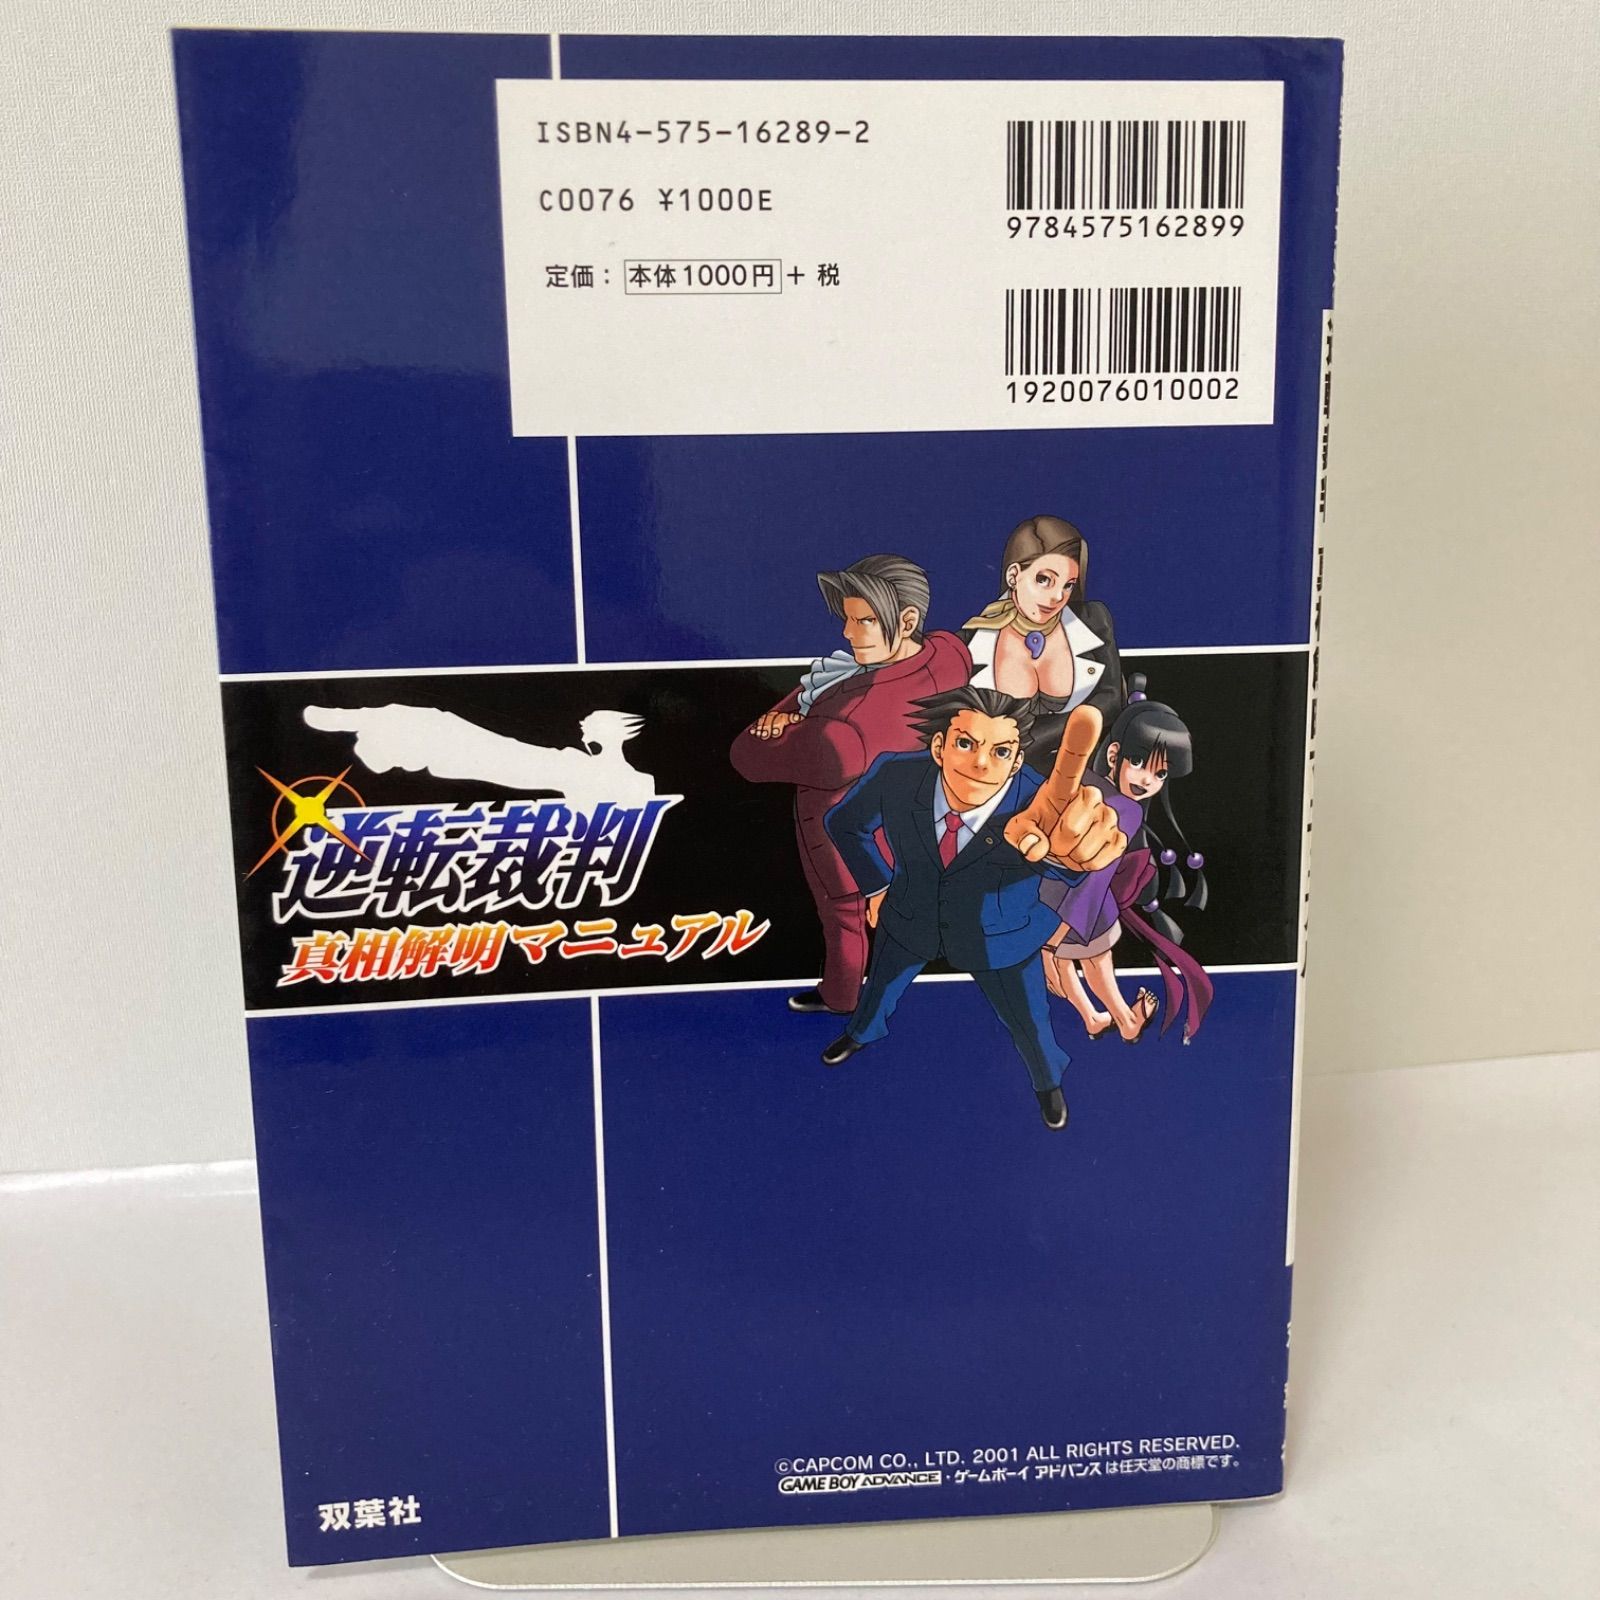 ISBN4-575-16289-2
C0076 ¥1000E
定価：本体1000円＋税
9784575162899
1920076010002
逆転裁判
真相解明マニュアル
©CAPCOM CO., LTD. 2001 ALL RIGHTS RESERVED.
GAME BOY ADVANCE・ゲームボーイ アドバンスは任天堂の商標です。
双葉社